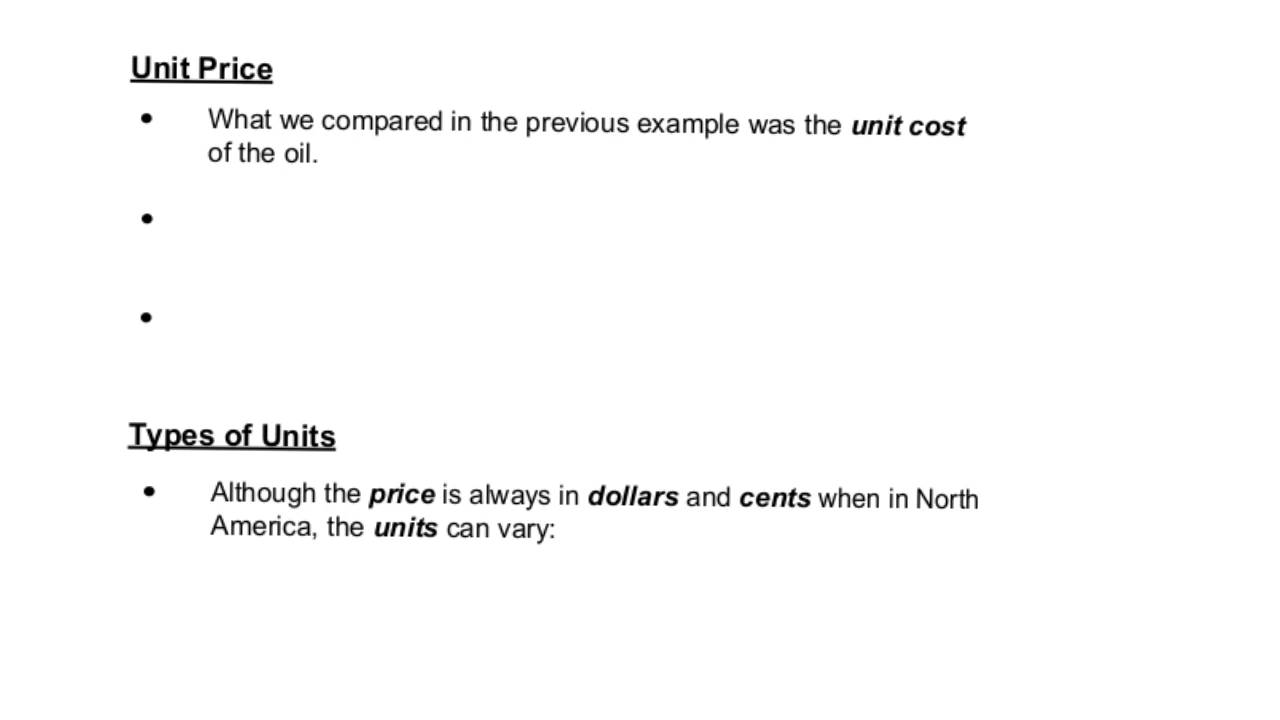 Unit Price
• What we compared in the previous example was the unit cost
of the oil.
•
•
Types of Units
• Although the price is always in dollars and cents when in North
America, the units can vary: